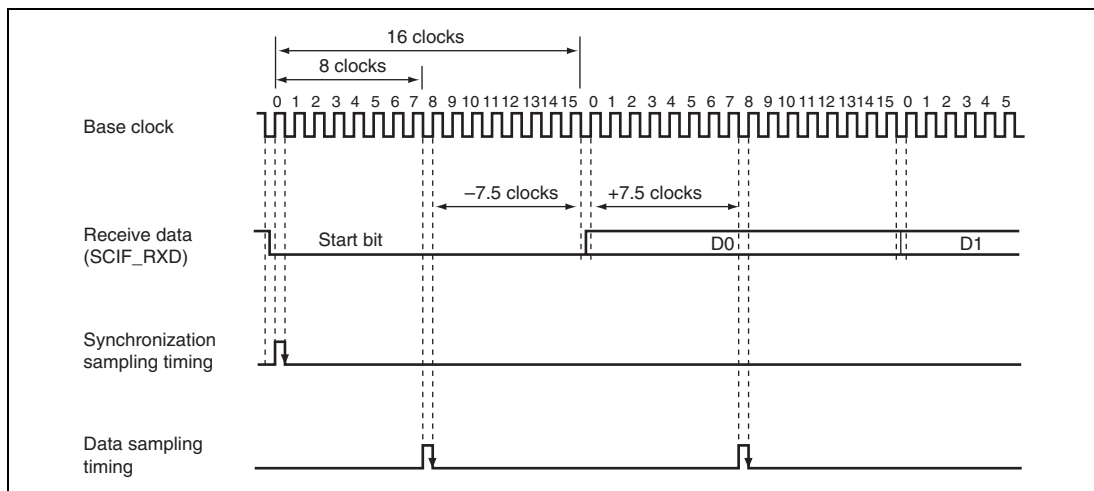 16 clocks
8 clocks
0 1 2 3 4 5 6 7 8 9 10 11 12 13 14 15 0 1 2 3 4 5 6 7 8 9 10 11 12 13 14 15 0 1 2 3 4 5
Base clock
–7.5 clocks
+7.5 clocks
Receive data
(SCIF_RXD)
Start bit
D0
D1
Synchronization
sampling timing
Data sampling
timing